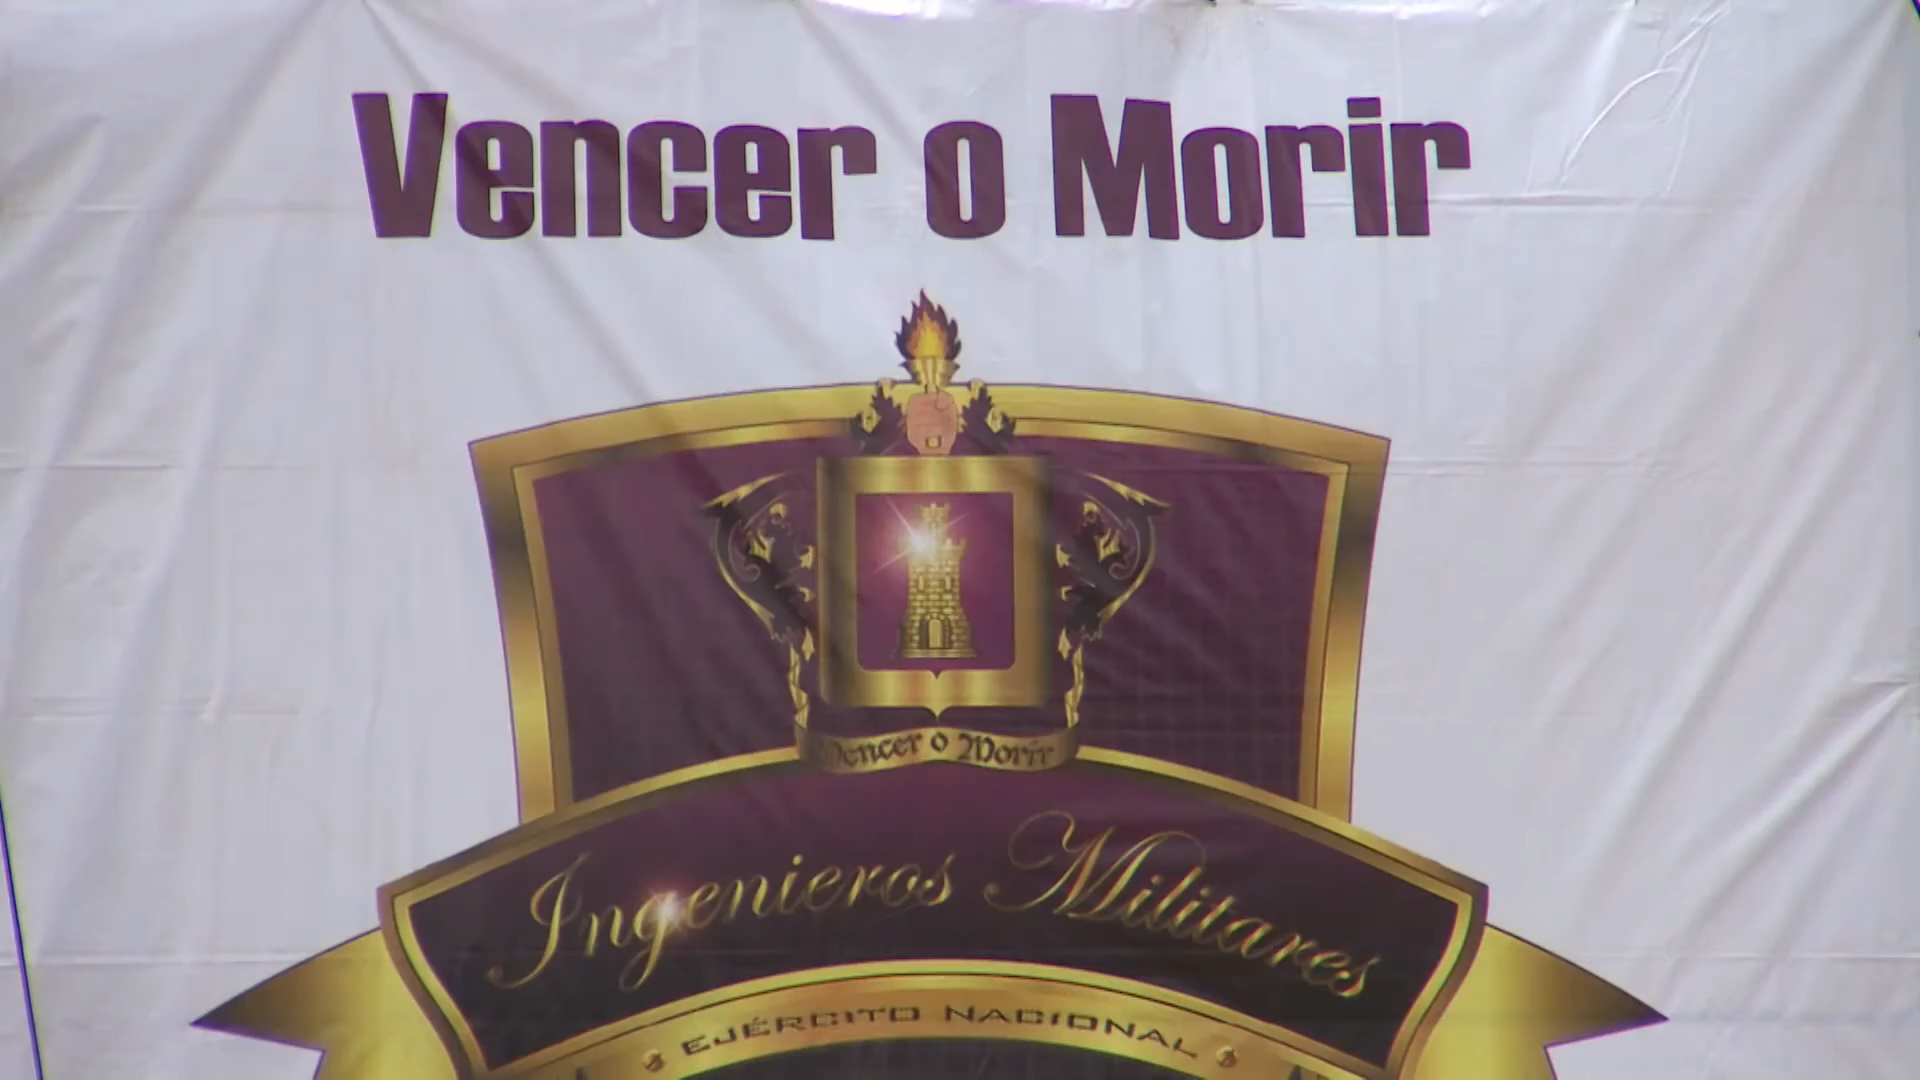 Vencer o Morir
Vencer o Morir
Ingenieros Militares
EJÉRCITO NACIONAL